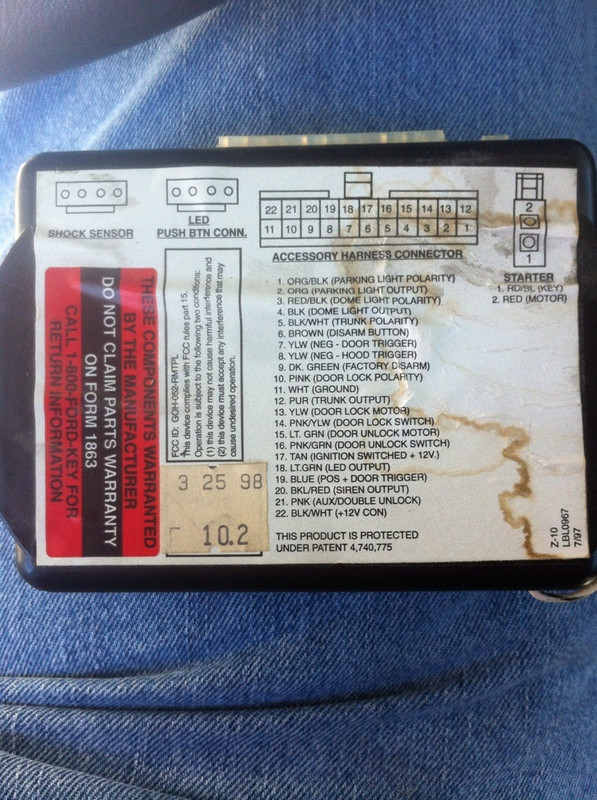 SHOCK SENSOR
LED
PUSH BTN CONN.
22 21 20 19 18 17 16 15 14 13 12
11 10 9 8 7 6 5 4 3 2 1
ACCESSORY HARNESS CONNECTOR
2
1
STARTER
1. RD/BL (KEY)
2. RED (MOTOR)
1. ORG/BLK (PARKING LIGHT POLARITY)
2. ORG (PARKING LIGHT OUTPUT)
3. RED/BLK (DOME LIGHT POLARITY)
4. BLK (DOME LIGHT OUTPUT)
5. BLK/WHT (TRUNK POLARITY)
6. BROWN (DISARM BUTTON)
7. YLW (NEG - DOOR TRIGGER)
8. YLW (NEG - HOOD TRIGGER)
9. DK. GREEN (FACTORY DISARM)
10. PINK (DOOR LOCK POLARITY)
11. WHT (GROUND)
12. PUR (TRUNK OUTPUT)
13. YLW (DOOR LOCK MOTOR)
14. PNK/YLW (DOOR LOCK SWITCH)
15. LT. GRN (DOOR UNLOCK MOTOR)
16. PNK/GRN (DOOR UNLOCK SWITCH)
17. TAN (IGNITION SWITCHED + 12V.)
18. LT.GRN (LED OUTPUT)
19. BLUE (POS + DOOR TRIGGER)
20. BKL/RED (SIREN OUTPUT)
21. PNK (AUX/DOUBLE UNLOCK)
22. BLK/WHT (+12V CON)
THIS PRODUCT IS PROTECTED
UNDER PATENT 4,740,775
Z-10
LBL0967
7/97
FCC ID: GOH-052-RMTPL
This device complies with FCC rules part 15.
Operation is subject to the following two conditions:
(1) this device may not cause harmful interference and
(2) this device must accept any interference that may
cause undesired operation.
3 25 98
10.2
THESE COMPONENTS WARRANTED
BY THE MANUFACTURER
DO NOT CLAIM PARTS WARRANTY
ON FORM 1863
CALL 1-800-FORD-KEY FOR
RETURN INFORMATION